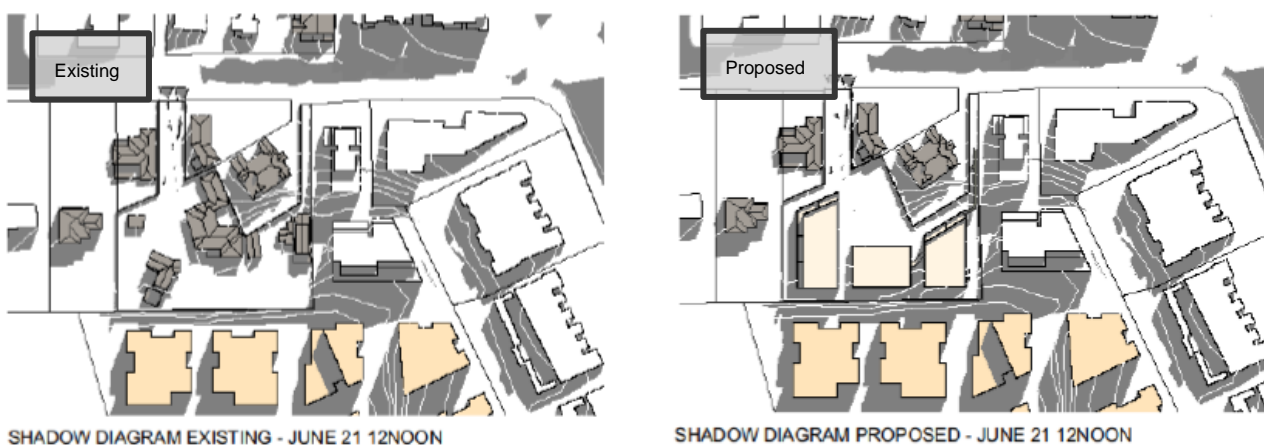 Existing
Proposed
SHADOW DIAGRAM EXISTING - JUNE 21 12NOON
SHADOW DIAGRAM PROPOSED - JUNE 21 12NOON